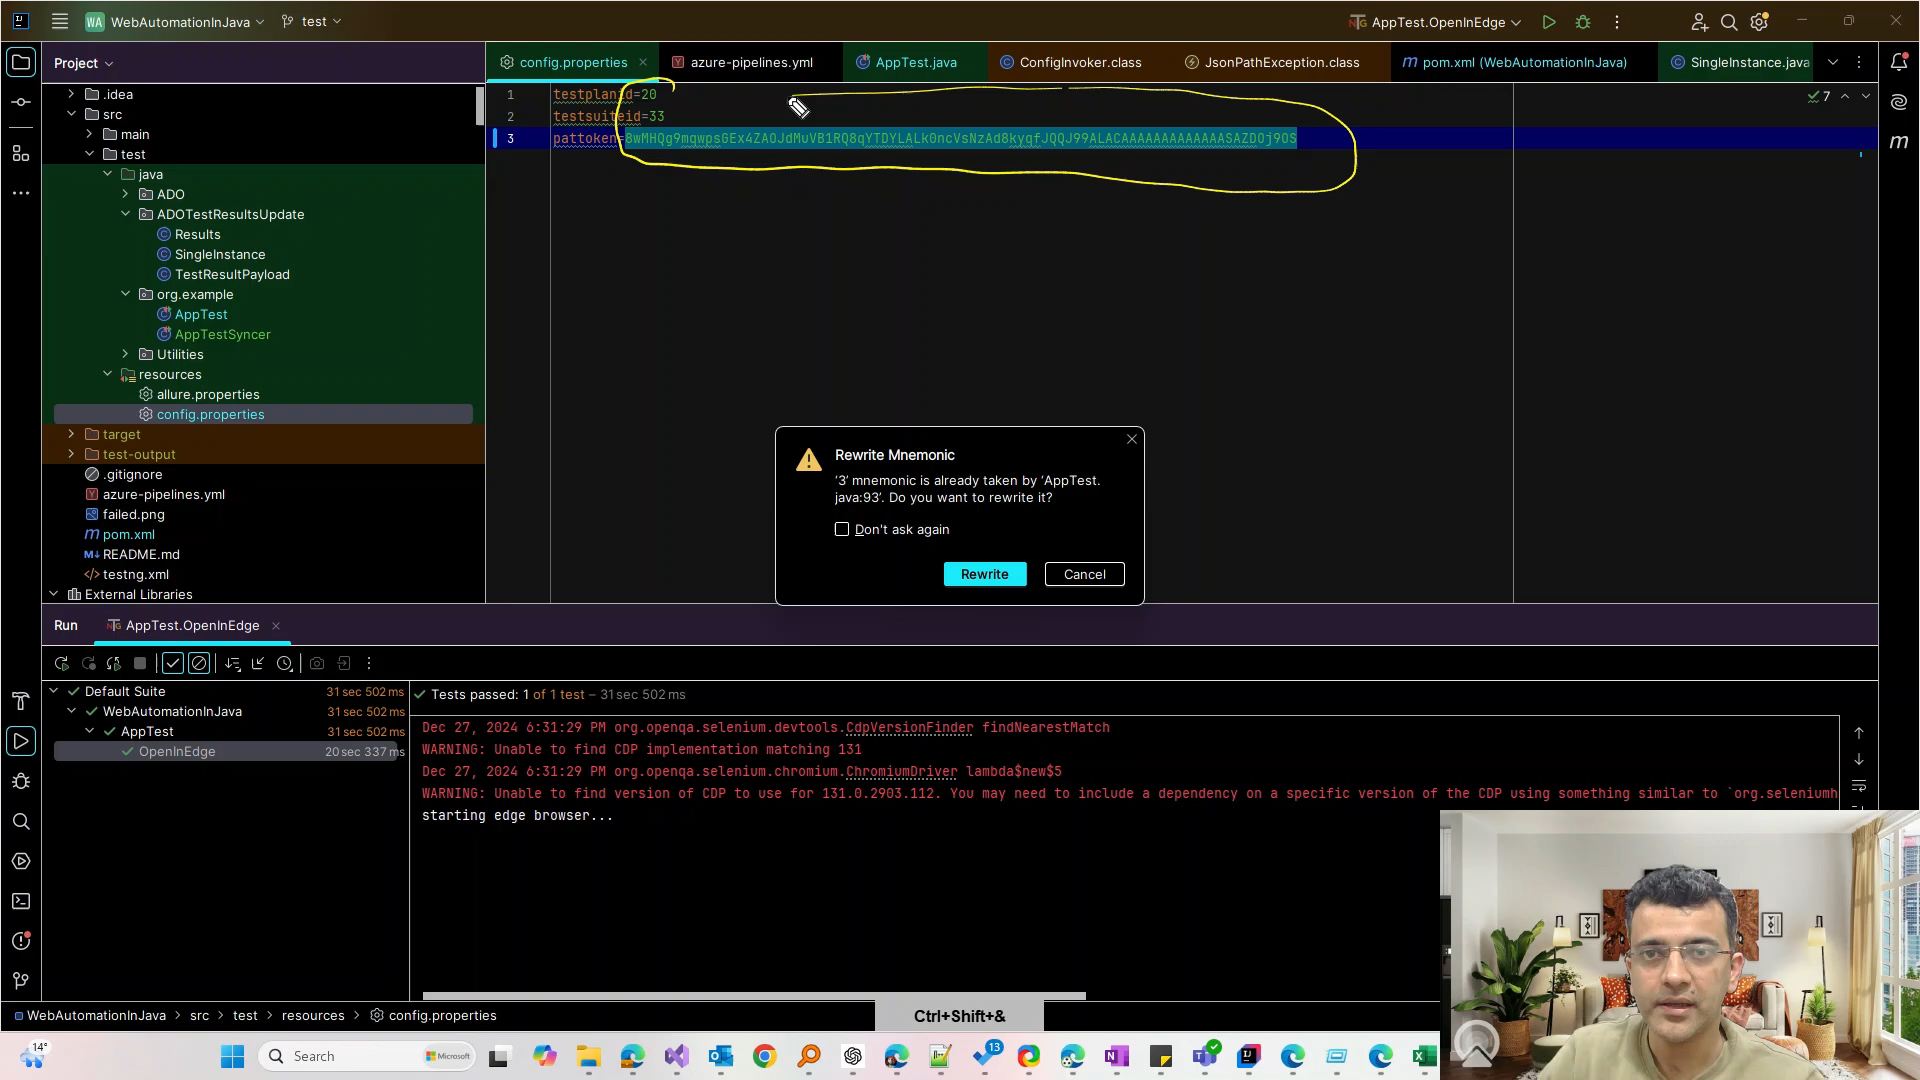 WA WebAutomationInJava test AppTest.OpenInEdge
Project
config.properties azure-pipelines.yml AppTest.java ConfigInvoker.class JsonPathException.class pom.xml (WebAutomationInJava) SingleInstance.java
.idea
src
main
test
java
ADO
ADOTestResultsUpdate
Results
SingleInstance
TestResultPayload
org.example
AppTest
AppTestSyncer
Utilities
resources
allure.properties
config.properties
target
test-output
.gitignore
azure-pipelines.yml
failed.png
pom.xml
README.md
testng.xml
External Libraries
1 testplanid=20
2 testsuiteid=33
3 pattoken=
7
Rewrite Mnemonic
'3' mnemonic is already taken by 'AppTest.
java:93'. Do you want to rewrite it?
Don't ask again
Rewrite Cancel
Run AppTest.OpenInEdge
Default Suite 31 sec 502 ms
WebAutomationInJava 31 sec 502 ms
AppTest 31 sec 502 ms
OpenInEdge 20 sec 337 ms
Tests passed: 1 of 1 test – 31 sec 502 ms
Dec 27, 2024 6:31:29 PM org.openqa.selenium.devtools.CdpVersionFinder findNearestMatch
WARNING: Unable to find CDP implementation matching 131
Dec 27, 2024 6:31:29 PM org.openqa.selenium.chromium.ChromiumDriver lambda$new$5
WARNING: Unable to find version of CDP to use for 131.0.2903.112. You may need to include a dependency on a specific version of the CDP using something similar to `org.seleniumh
starting edge browser...
WebAutomationInJava > src > test > resources > config.properties
Ctrl+Shift+&
14°
Search
Microsoft
13